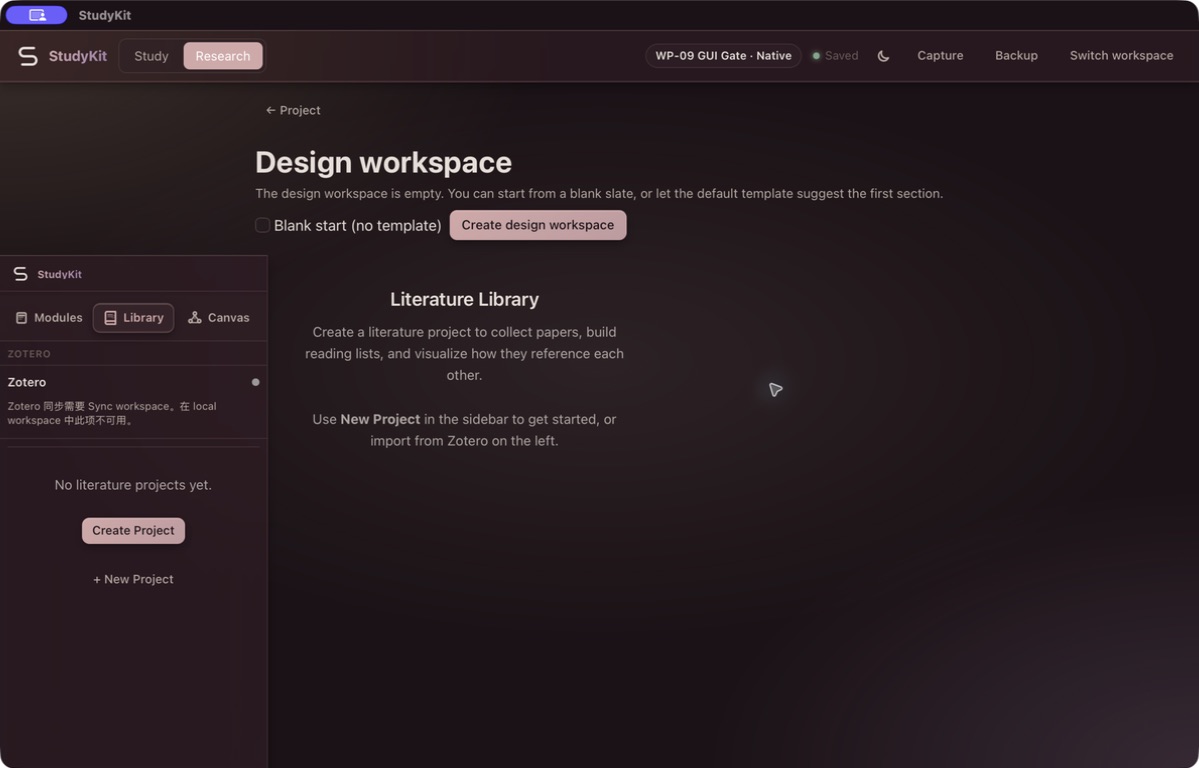 StudyKit
StudyKit
Study
Research
WP-09 GUI Gate · Native
Saved
Capture
Backup
Switch workspace
← Project
Design workspace
The design workspace is empty. You can start from a blank slate, or let the default template suggest the first section.
Blank start (no template)
Create design workspace
StudyKit
Modules
Library
Canvas
ZOTERO
Zotero
Zotero 同步需要 Sync workspace。在 local
workspace 中此项不可用。
No literature projects yet.
Create Project
+ New Project
Literature Library
Create a literature project to collect papers, build
reading lists, and visualize how they reference each
other.
Use New Project in the sidebar to get started, or
import from Zotero on the left.